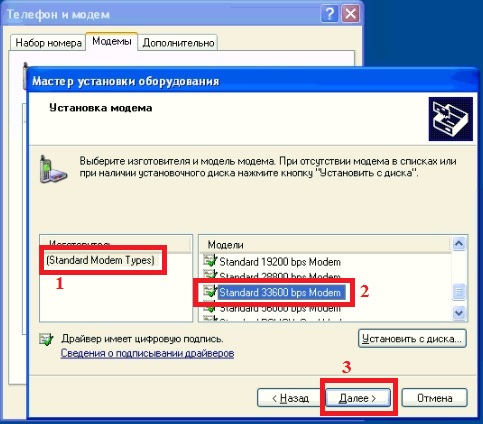 Телефон и модем
Набор номера Модемы Дополнительно
Мастер установки оборудования
Установка модема
Выберите изготовителя и модель модема. При отсутствии модема в списках или
при наличии установочного диска нажмите кнопку "Установить с диска".
Изготовитель
(Standard Modem Types)
1
Модели
Standard 19200 bps Modem
Standard 28800 bps Modem
Standard 33600 bps Modem
2
Standard 56000 bps Modem
Драйвер имеет цифровую подпись.
Сведения о подписывании драйверов
Установить с диска...
3
< Назад Далее > Отмена